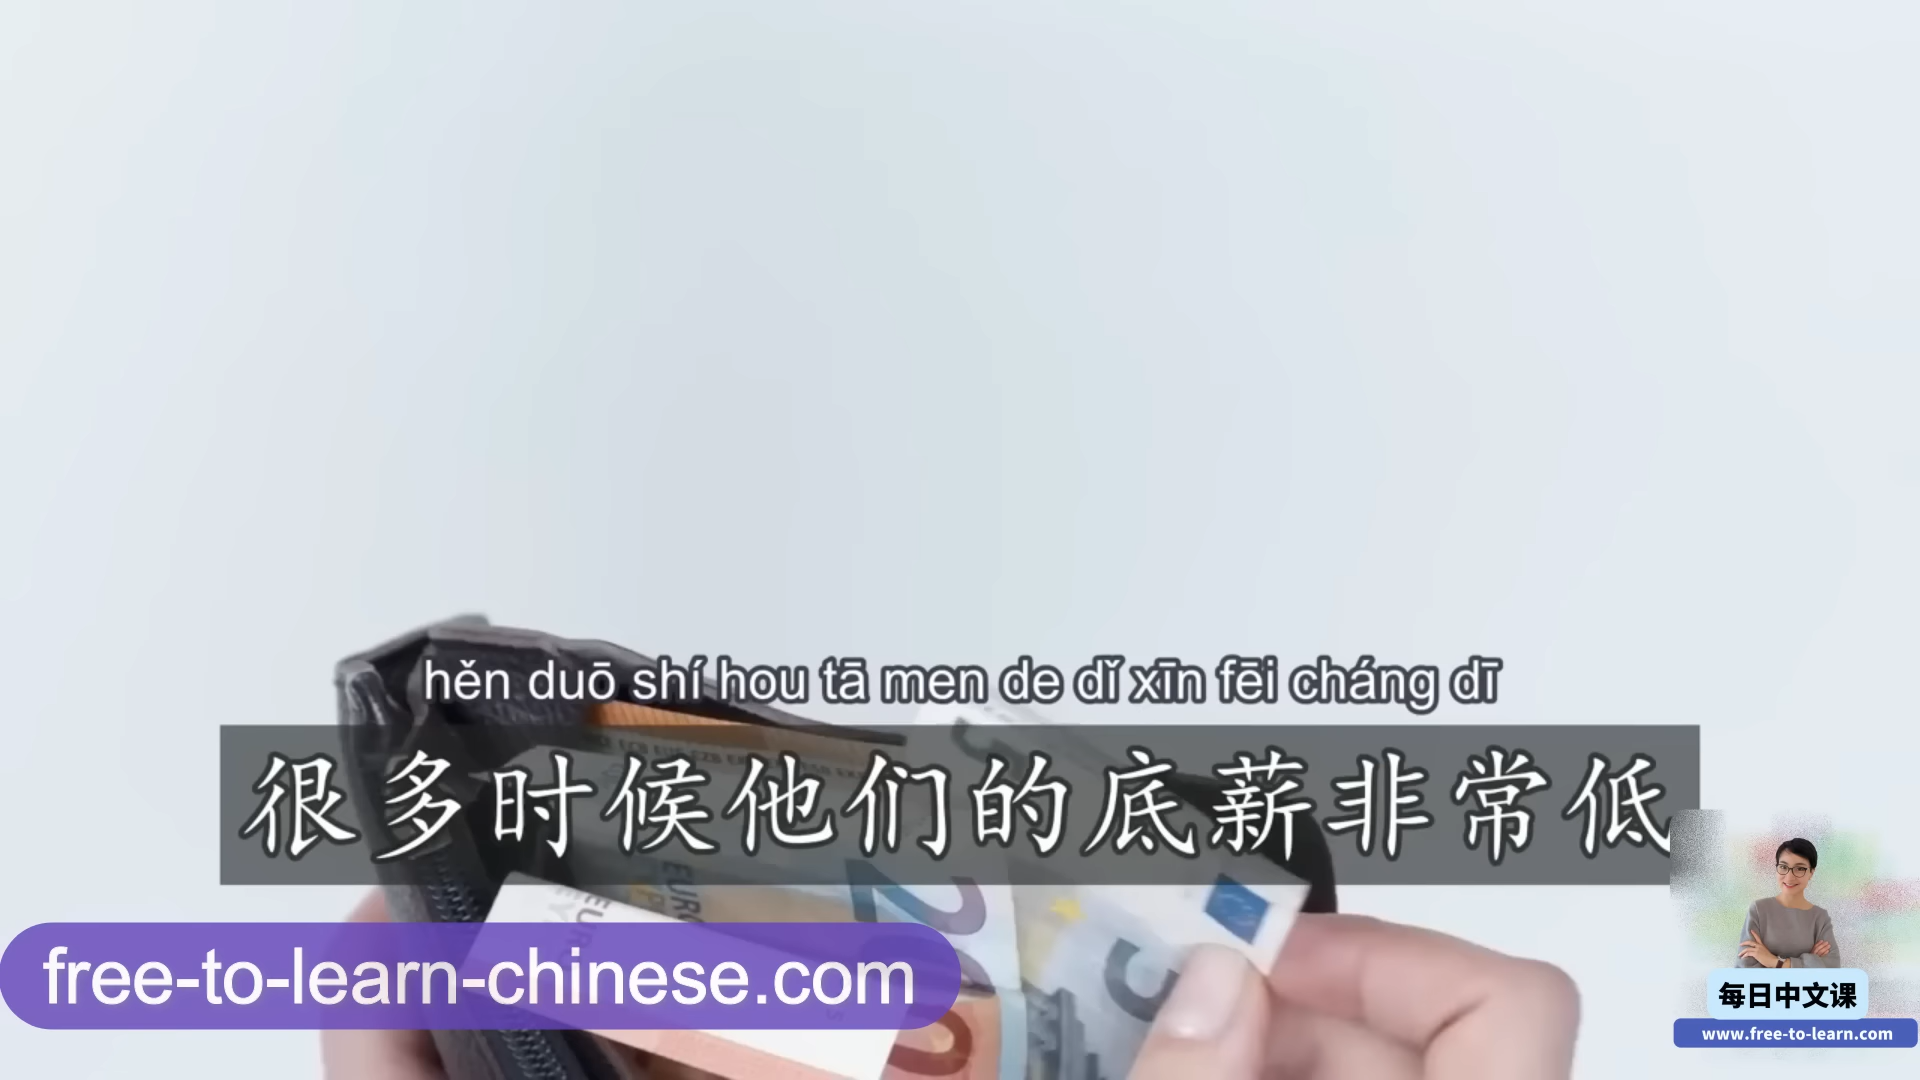 hěn duō shí hou tā men de dǐ xīn fēi cháng dī
很多时候他们的底薪非常低
free-to-learn-chinese.com
每日中文课
www.free-to-learn.com